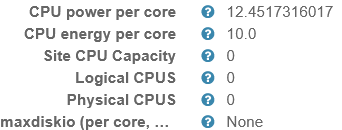 CPU power per core ? 12.4517316017
CPU energy per core ? 10.0
Site CPU Capacity ? 0
Logical CPUS ? 0
Physical CPUS ? 0
maxdiskio (per core, … ? None